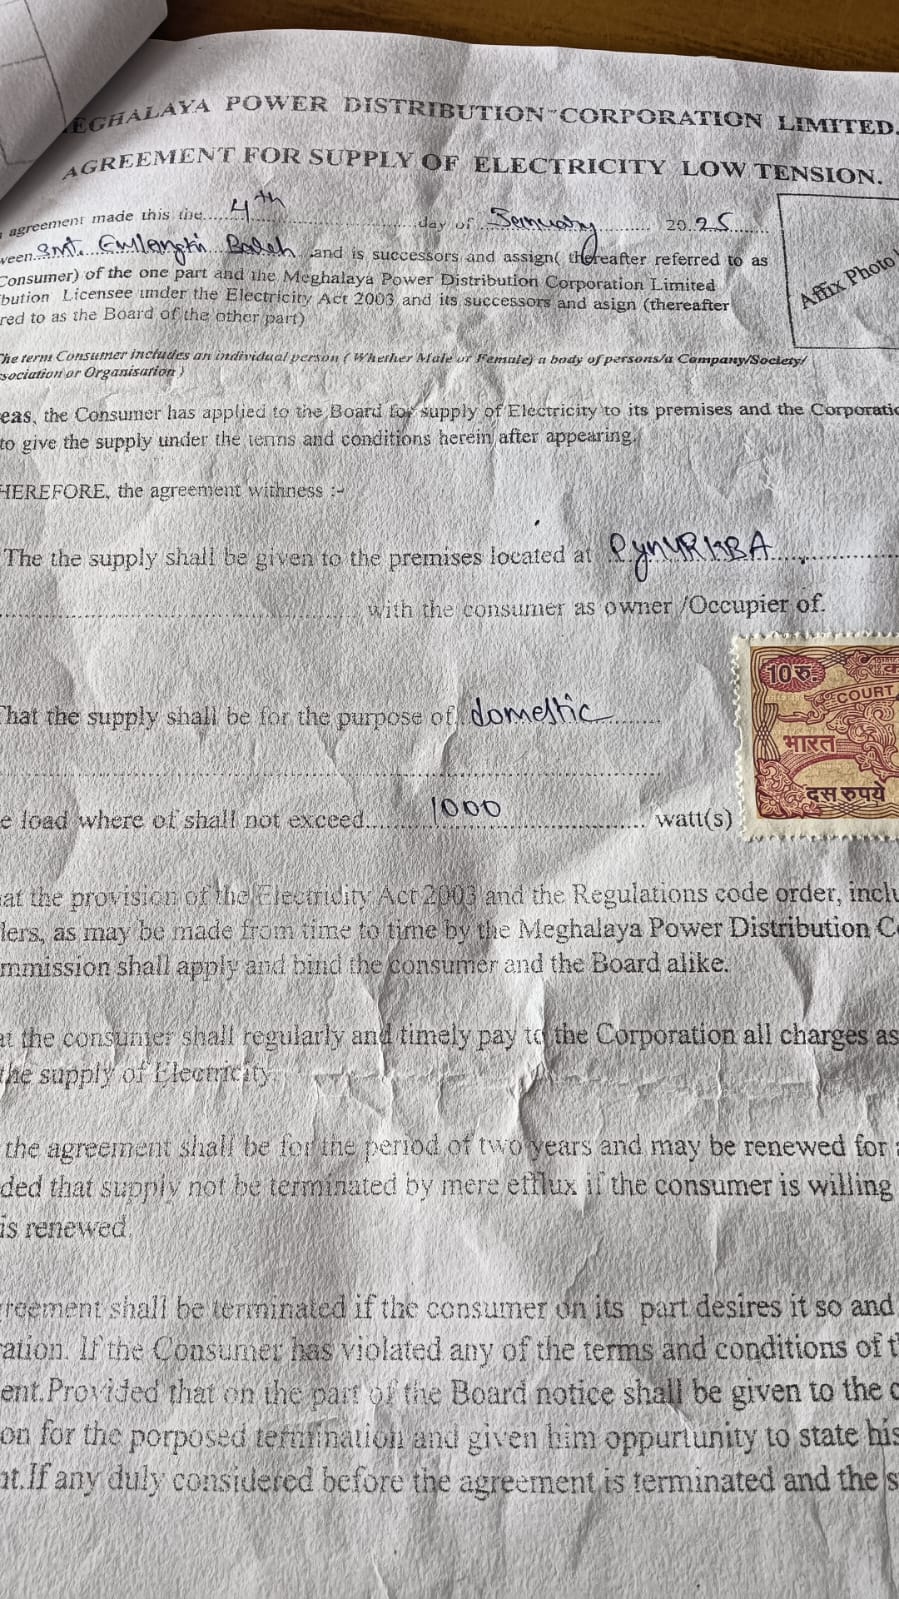 EGHALAYA POWER DISTRIBUTION CORPORATION LIMITED.
AGREEMENT FOR SUPPLY OF ELECTRICITY LOW TENSION.
agreement made this the 4th day of January 2025
ween Smt. and is successors and assign( thereafter referred to as
Consumer) of the one part and the Meghalaya Power Distribution Corporation Limited
bution Licensee under the Electricity Act 2003 and its successors and asign (thereafter
red to as the Board of the other part)
Affix Photo
The term Consumer includes an individual person ( Whether Male or Female) a body of persons/a Company/Society/
sociation or Organisation )
eas, the Consumer has applied to the Board for supply of Electricity to its premises and the Corporatio
to give the supply under the terms and conditions herein after appearing.
HEREFORE, the agreement withness :-
The the supply shall be given to the premises located at PynURKBA
with the consumer as owner /Occupier of.
That the supply shall be for the purpose of domestic
10रु.
COURT
भारत
दस रुपये
e load where of shall not exceed 1000 watt(s)
at the provision of the Electricity Act 2003 and the Regulations code order, inclu
lers, as may be made from time to time by the Meghalaya Power Distribution C
mmission shall apply and bind the consumer and the Board alike.
at the consumer shall regularly and timely pay to the Corporation all charges as
the supply of Electricity
the agreement shall be for the period of two years and may be renewed for
ded that supply not be terminated by mere efflux if the consumer is willing
is renewed.
reement shall be terminated if the consumer on its part desires it so and
ration. If the Consumer has violated any of the terms and conditions of t
ent.Provided that on the part of the Board notice shall be given to the c
on for the porposed termination and given him oppurtunity to state his
nt.If any duly considered before the agreement is terminated and the s